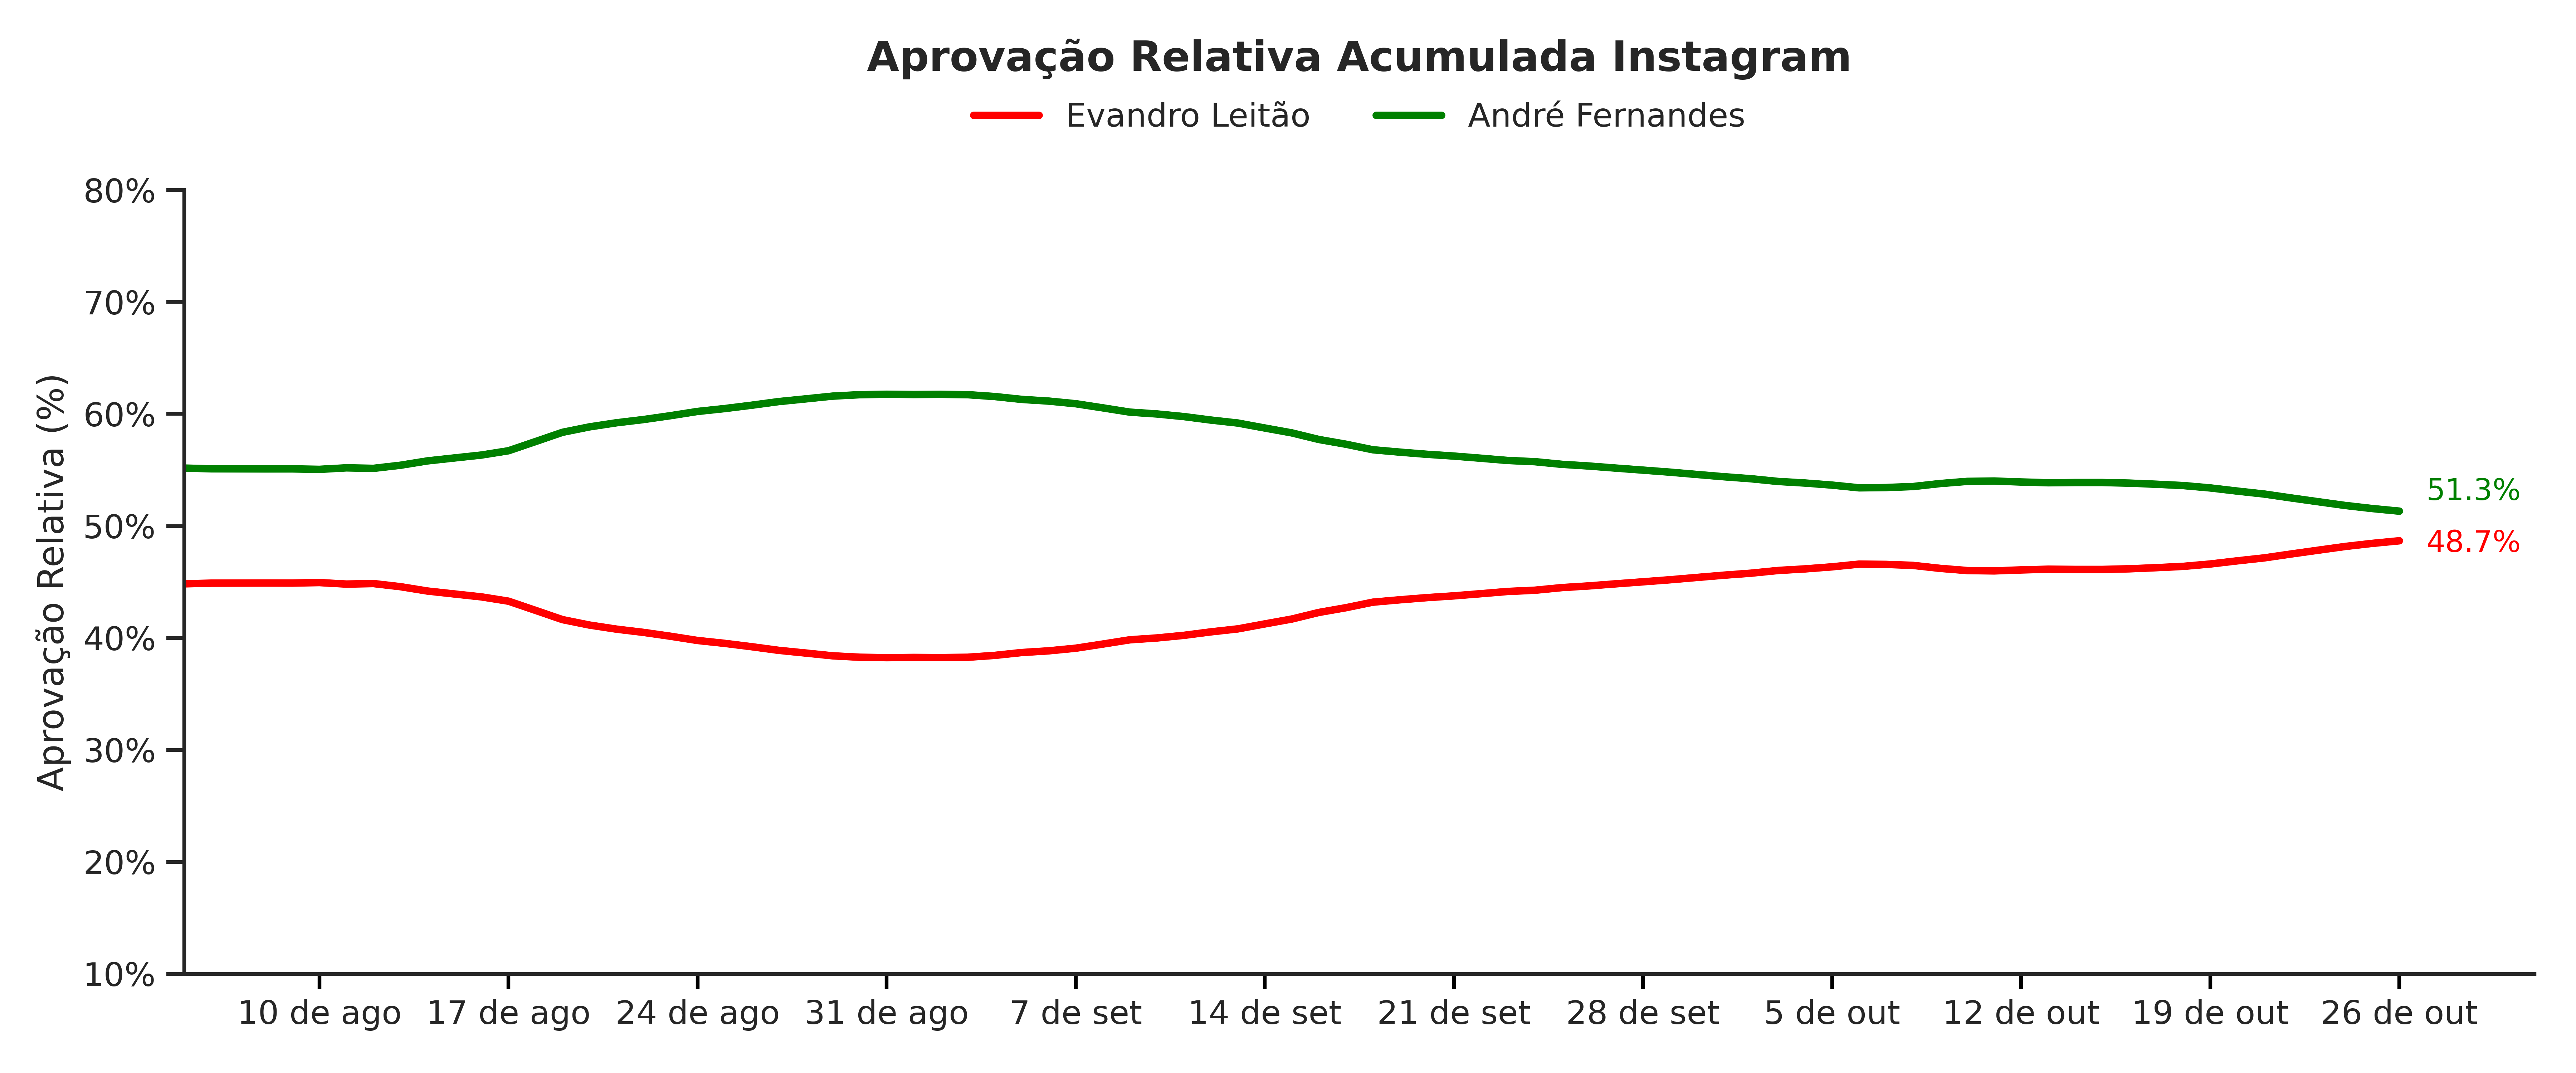 Aprovação Relativa Acumulada Instagram
Evandro Leitão André Fernandes
Aprovação Relativa (%)
80%
70%
60%
50%
40%
30%
20%
10%
51.3%
48.7%
10 de ago 17 de ago 24 de ago 31 de ago 7 de set 14 de set 21 de set 28 de set 5 de out 12 de out 19 de out 26 de out